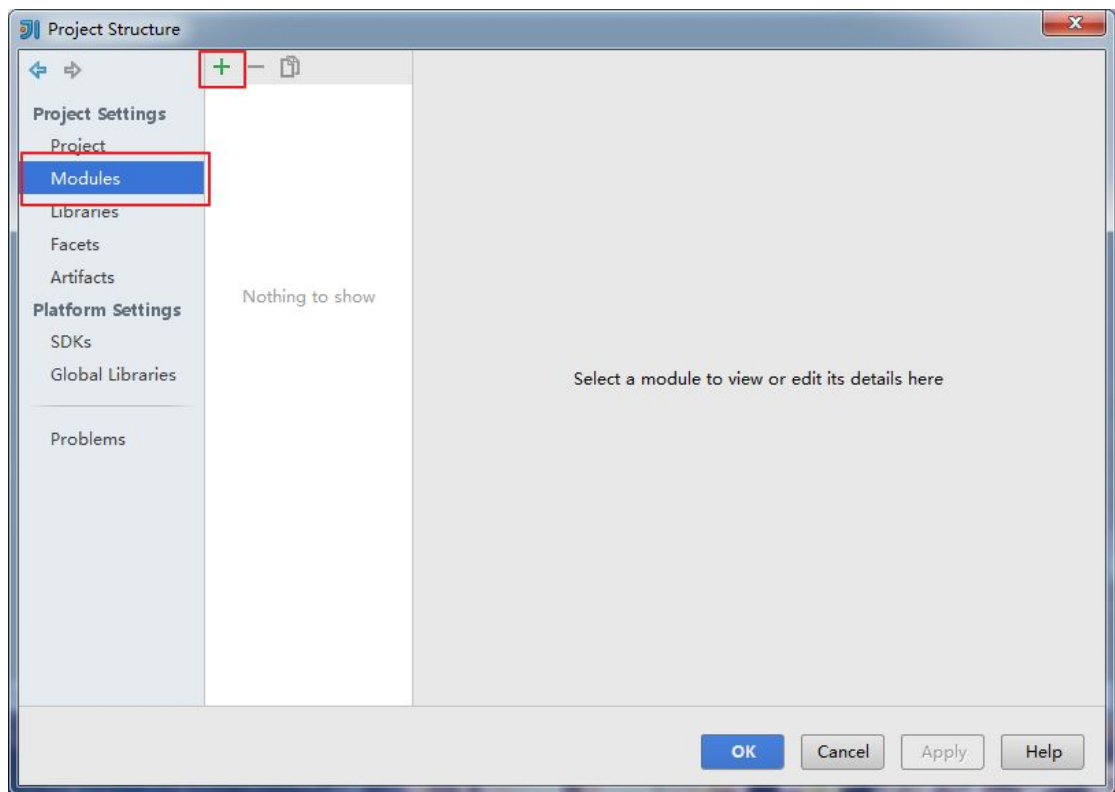 Project Structure
Project Settings
Project
Modules
Libraries
Facets
Artifacts
Platform Settings
SDKs
Global Libraries
Problems
Nothing to show
Select a module to view or edit its details here
OK
Cancel
Apply
Help